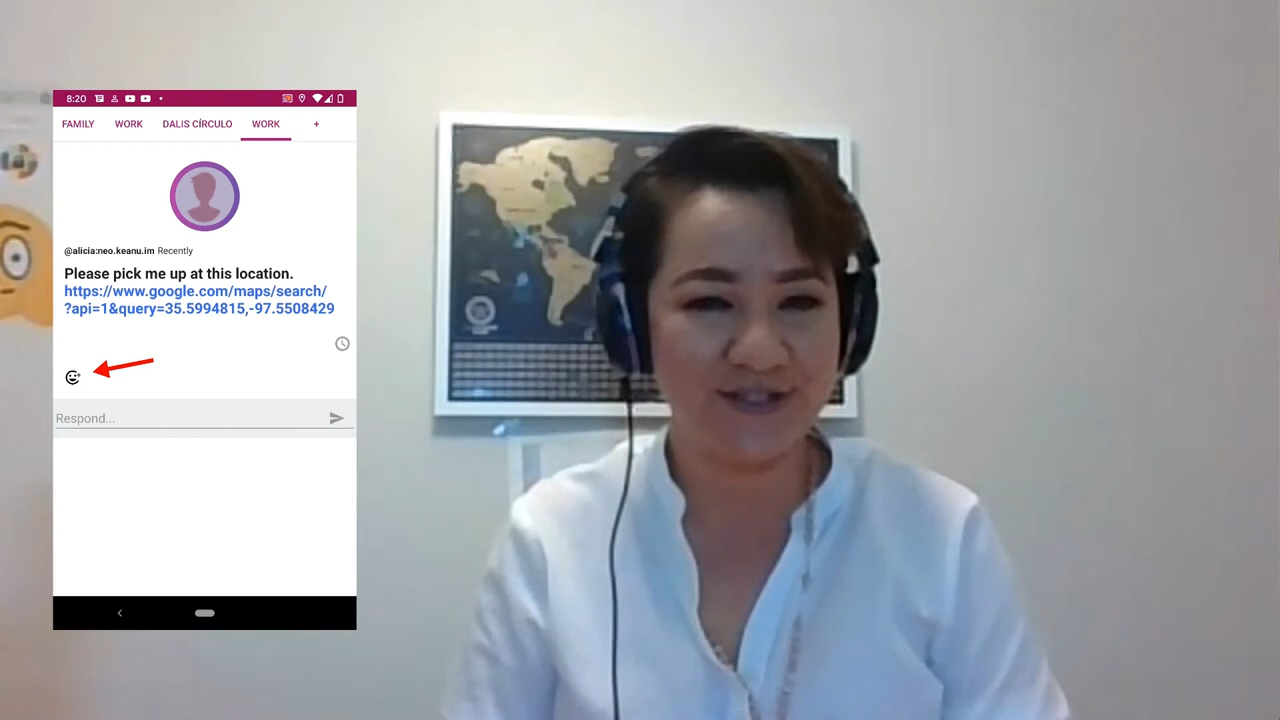 8:20
FAMILY WORK DALIS CÍRCULO WORK +
@alicia:neo.keanu.im Recently
Please pick me up at this location.
https://www.google.com/maps/search/
?api=1&query=35.5994815,-97.5508429
Respond...